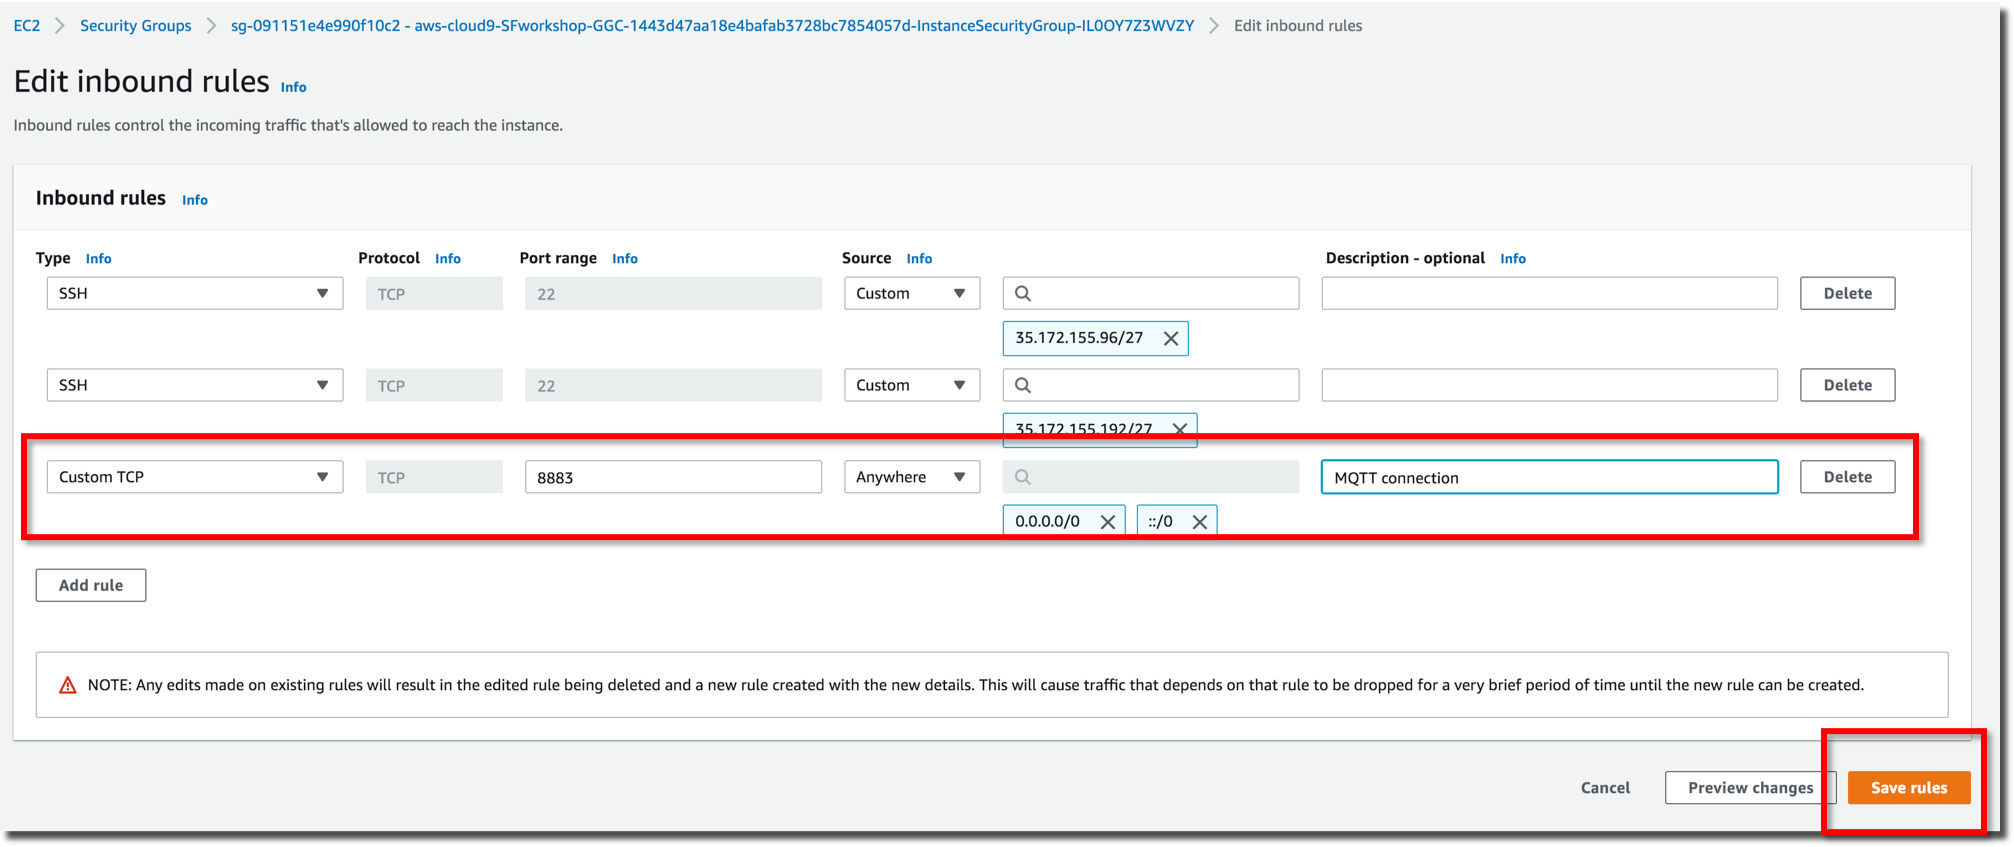 EC2 > Security Groups > sg-091151e4e990f10c2 - aws-cloud9-SFworkshop-GGC-1443d47aa18e4bafab3728bc7854057d-InstanceSecurityGroup-IL0OY7Z3WVZY > Edit inbound rules
Edit inbound rules Info
Inbound rules control the incoming traffic that's allowed to reach the instance.
Inbound rules Info
Type Info Protocol Info Port range Info Source Info Description - optional Info
SSH TCP 22 Custom Delete
35.172.155.96/27
SSH TCP 22 Custom Delete
35.172.155.192/27
Custom TCP TCP 8883 Anywhere MQTT connection Delete
0.0.0.0/0 ::/0
Add rule
NOTE: Any edits made on existing rules will result in the edited rule being deleted and a new rule created with the new details. This will cause traffic that depends on that rule to be dropped for a very brief period of time until the new rule can be created.
Cancel Preview changes Save rules